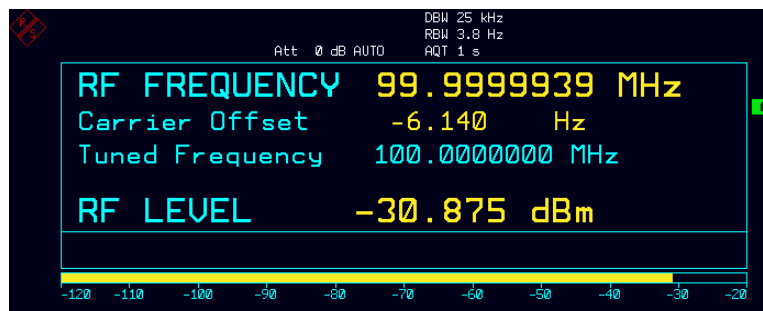 R
S
DBW 25 kHz
RBW 3.8 Hz
Att 0 dB AUTO AQT 1 s
RF FREQUENCY 99.9999939 MHz
Carrier Offset -6.140 Hz
Tuned Frequency 100.0000000 MHz
RF LEVEL -30.875 dBm
-120 -110 -100 -90 -80 -70 -60 -50 -40 -30 -20